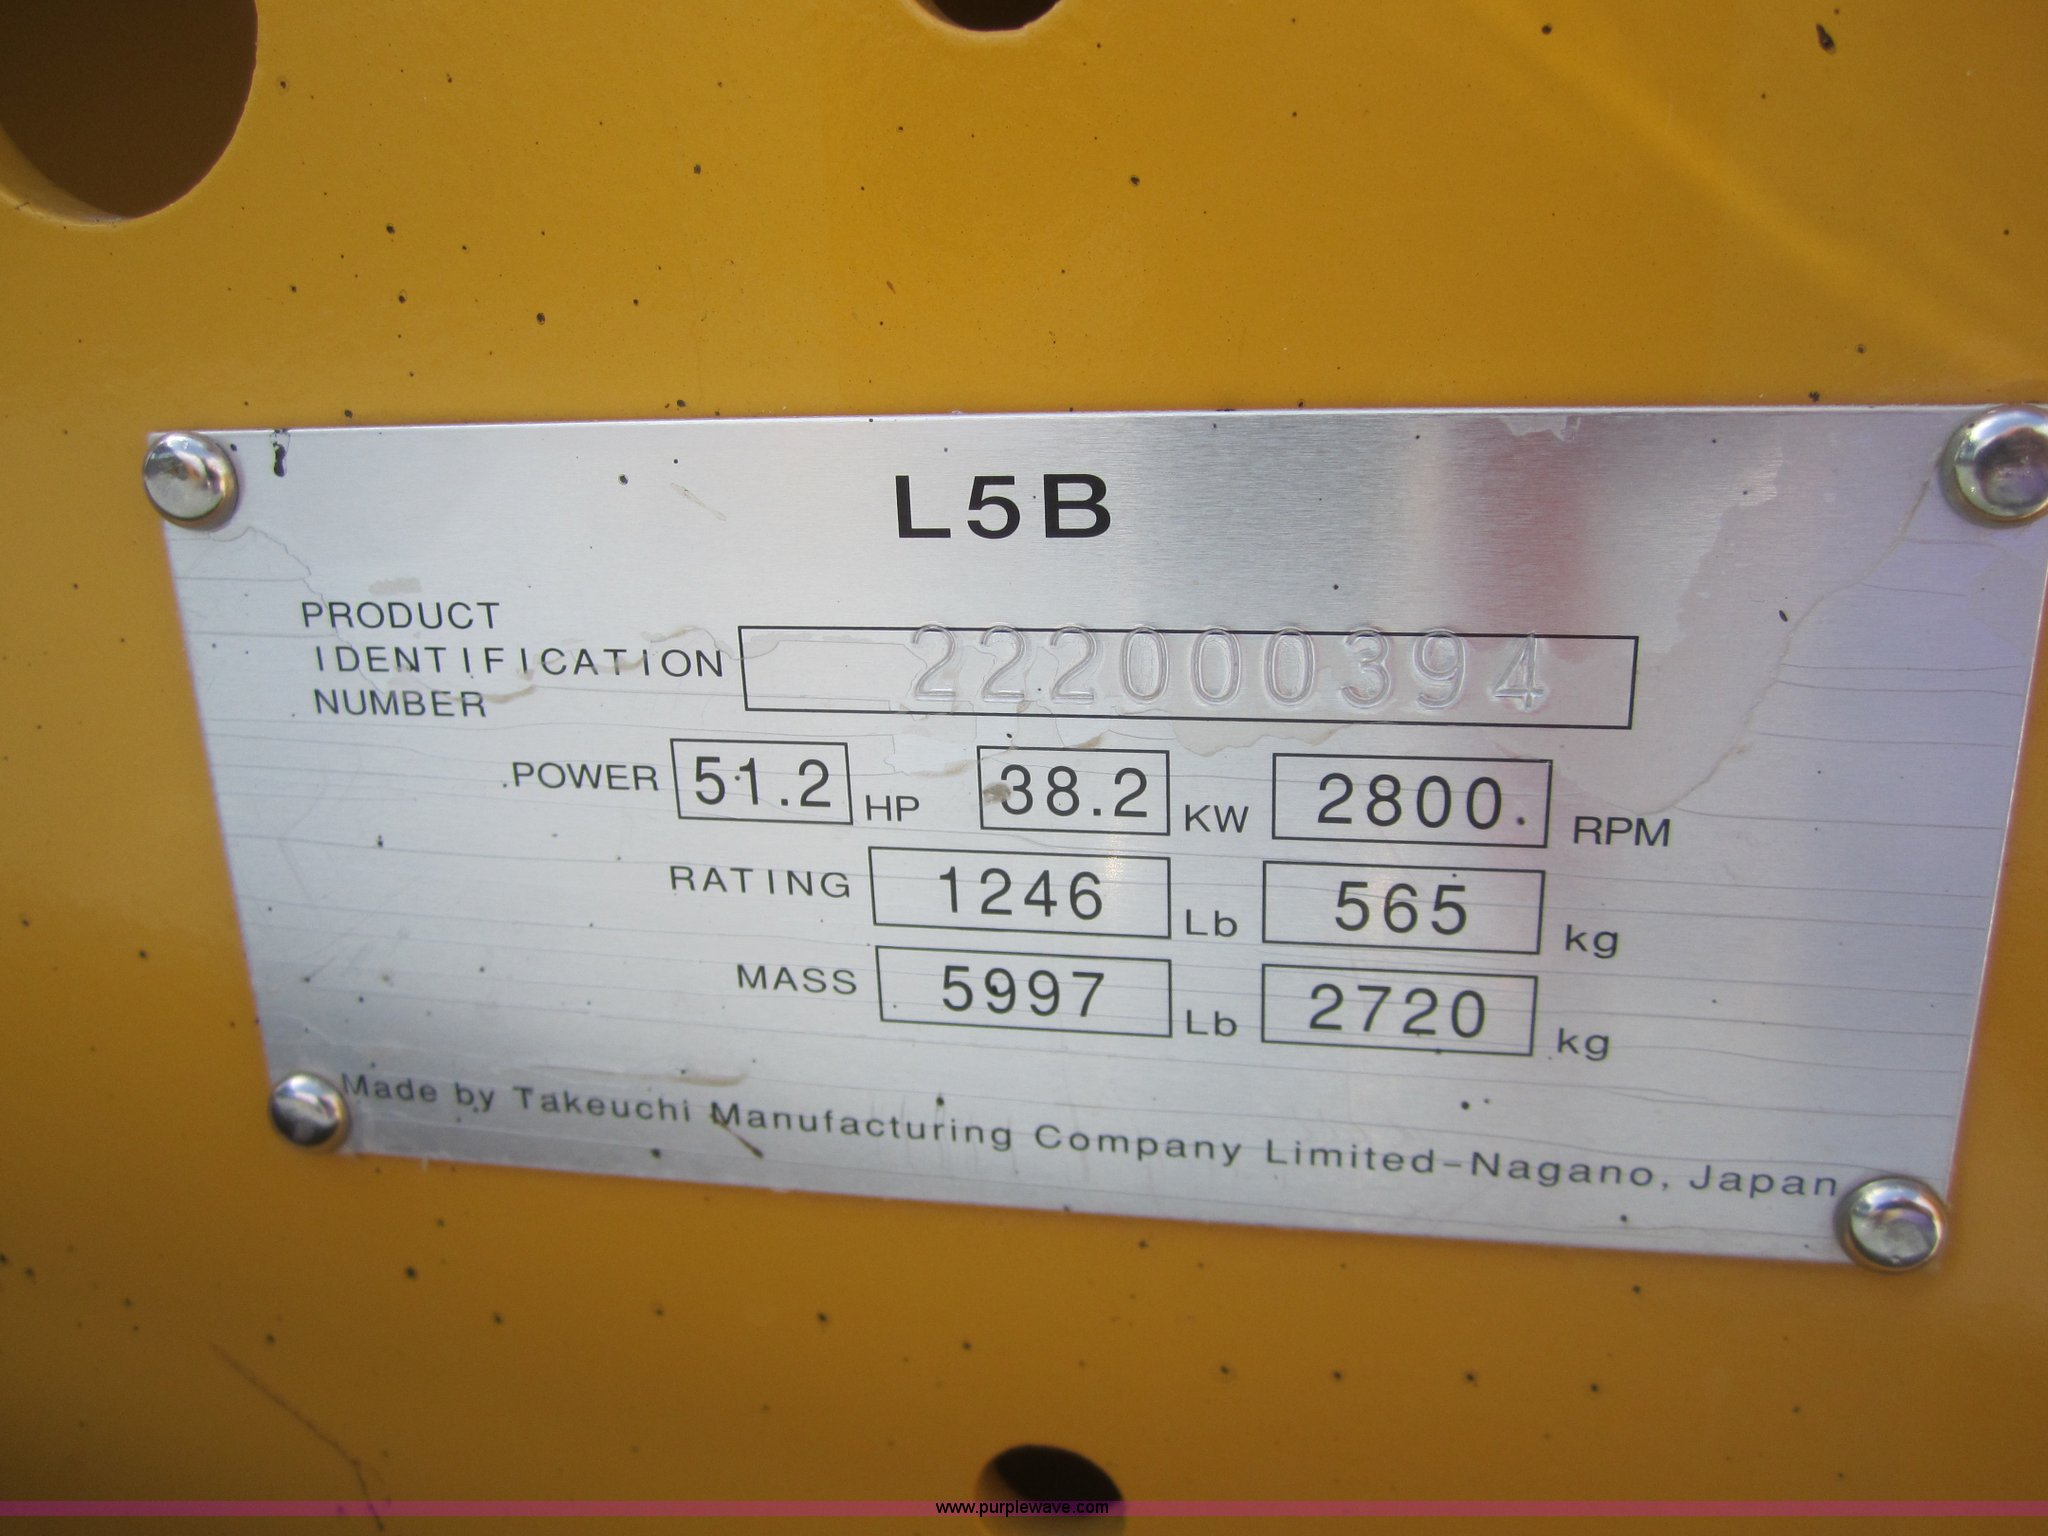 L5B
PRODUCT
IDENTIFICATION
NUMBER
222000394
POWER 51.2 HP 38.2 KW 2800 RPM
RATING 1246 Lb 565 kg
MASS 5997 Lb 2720 kg
Made by Takeuchi Manufacturing Company Limited-Nagano, Japan
www.purplewave.com